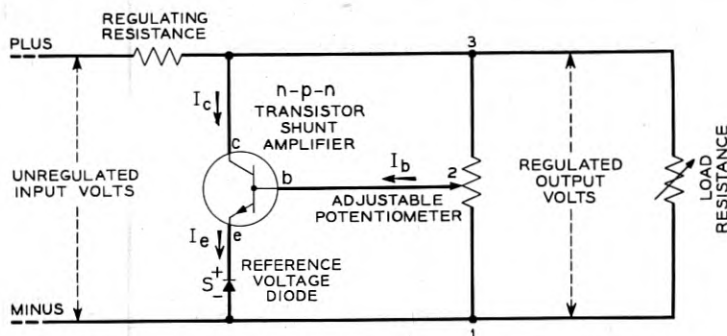 REGULATING
RESISTANCE
PLUS
3
n-p-n
TRANSISTOR
SHUNT
AMPLIFIER
Ic
c
b
Ib
2
ADJUSTABLE
POTENTIOMETER
UNREGULATED
INPUT VOLTS
REGULATED
OUTPUT
VOLTS
LOAD
RESISTANCE
Ie
e
S
+
−
REFERENCE
VOLTAGE
DIODE
MINUS
1